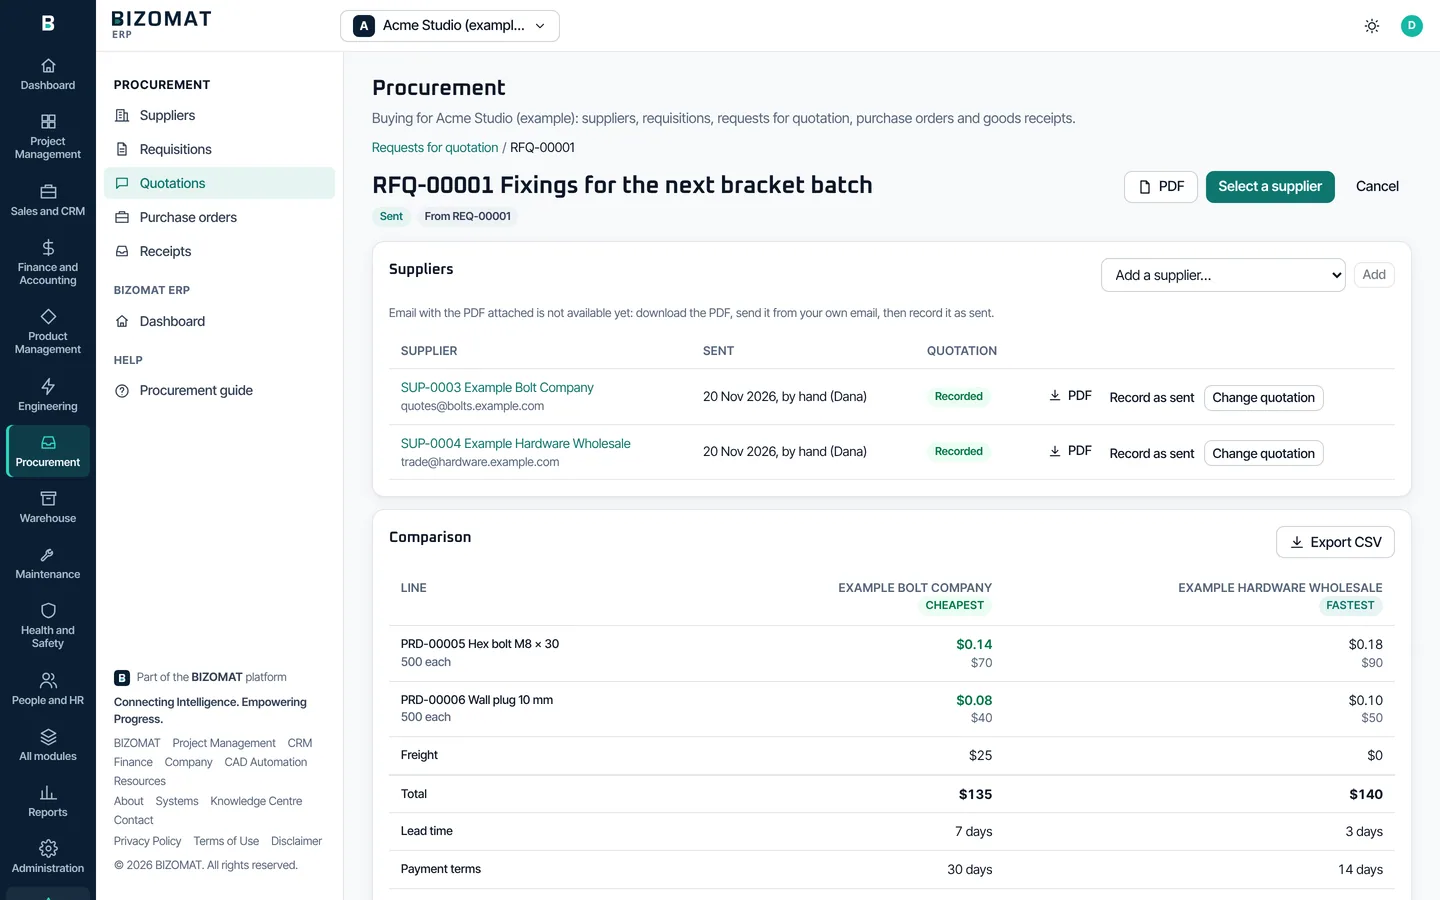 B
Dashboard
Project
Management
Sales and CRM
Finance and
Accounting
Product
Management
Engineering
Procurement
Warehouse
Maintenance
Health and
Safety
People and HR
All modules
Reports
Administration
BIZOMAT
ERP
A Acme Studio (exampl...
D
PROCUREMENT
Suppliers
Requisitions
Quotations
Purchase orders
Receipts
BIZOMAT ERP
Dashboard
HELP
Procurement guide
B Part of the BIZOMAT platform
Connecting Intelligence. Empowering
Progress.
BIZOMAT Project Management CRM
Finance Company CAD Automation
Resources
About Systems Knowledge Centre
Contact
Privacy Policy Terms of Use Disclaimer
© 2026 BIZOMAT. All rights reserved.
Procurement
Buying for Acme Studio (example): suppliers, requisitions, requests for quotation, purchase orders and goods receipts.
Requests for quotation / RFQ-00001
RFQ-00001 Fixings for the next bracket batch
PDF Select a supplier Cancel
Sent From REQ-00001
Suppliers
Add a supplier... Add
Email with the PDF attached is not available yet: download the PDF, send it from your own email, then record it as sent.
SUPPLIER SENT QUOTATION
SUP-0003 Example Bolt Company
quotes@bolts.example.com
20 Nov 2026, by hand (Dana) Recorded PDF Record as sent Change quotation
SUP-0004 Example Hardware Wholesale
trade@hardware.example.com
20 Nov 2026, by hand (Dana) Recorded PDF Record as sent Change quotation
Comparison
Export CSV
LINE EXAMPLE BOLT COMPANY EXAMPLE HARDWARE WHOLESALE
CHEAPEST FASTEST
PRD-00005 Hex bolt M8 × 30 $0.14 $0.18
500 each $70 $90
PRD-00006 Wall plug 10 mm $0.08 $0.10
500 each $40 $50
Freight $25 $0
Total $135 $140
Lead time 7 days 3 days
Payment terms 30 days 14 days